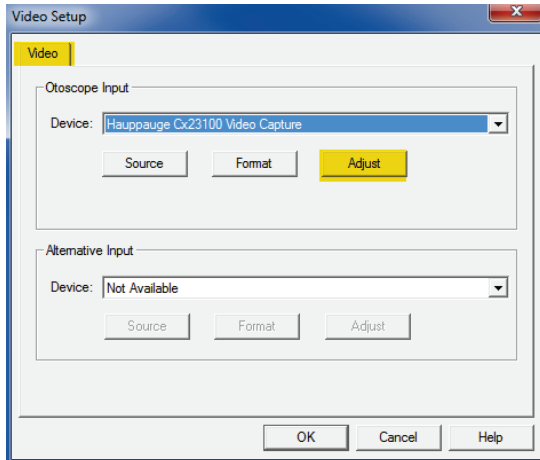 Video Setup
Video
Otoscope Input
Device: Hauppauge Cx23100 Video Capture
Source Format Adjust
Alternative Input
Device: Not Available
Source Format Adjust
OK Cancel Help